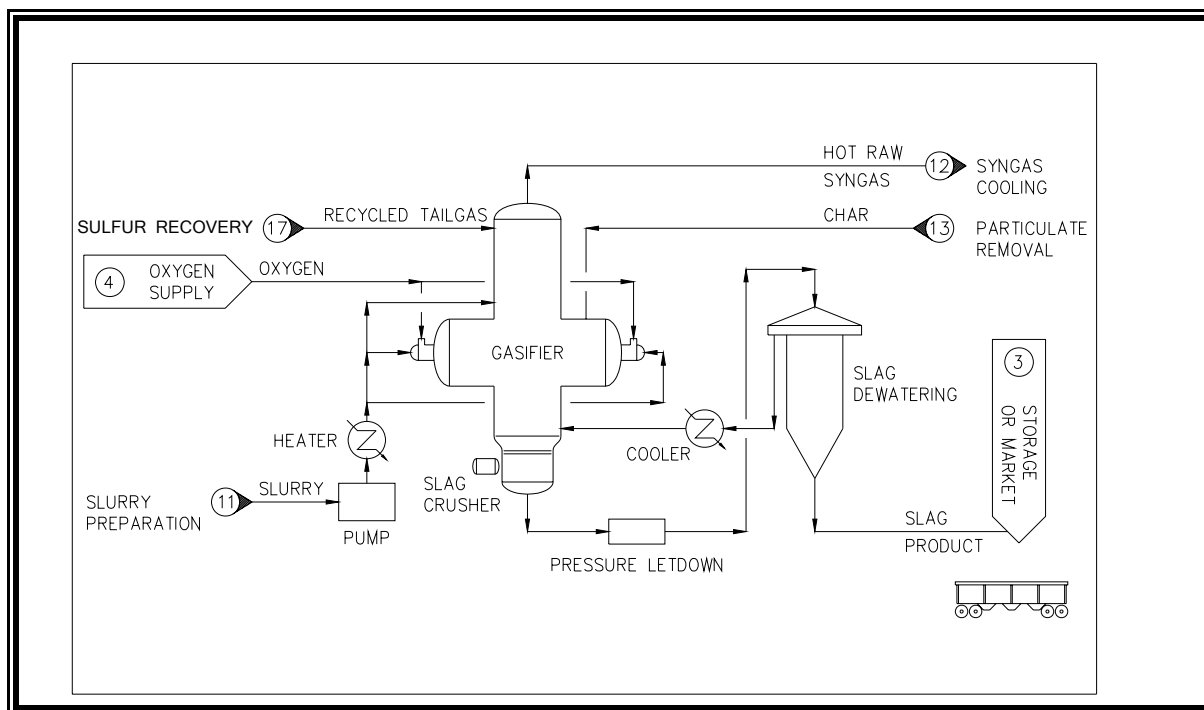 HOT RAW
SYNGAS
12
SYNGAS
COOLING
SULFUR RECOVERY
17
RECYCLED TAILGAS
CHAR
13
PARTICULATE
REMOVAL
4
OXYGEN
SUPPLY
OXYGEN
GASIFIER
3
STORAGE
OR MARKET
SLAG
DEWATERING
HEATER
COOLER
SLAG
CRUSHER
SLURRY
PREPARATION
11
SLURRY
PUMP
PRESSURE LETDOWN
SLAG
PRODUCT